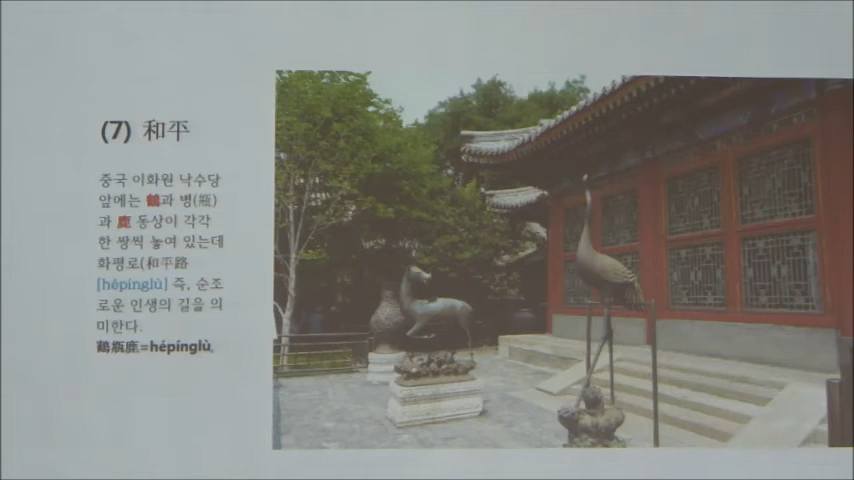 (7) 和平
중국 이화원 낙수당
앞에는 鶴과 병(甁)
과 鹿 동상이 각각
한 쌍씩 놓여 있는데
화평로(和平路
[hépínglù] 즉, 순조
로운 인생의 길을 의
미한다.
鶴瓶鹿=hépínglù。